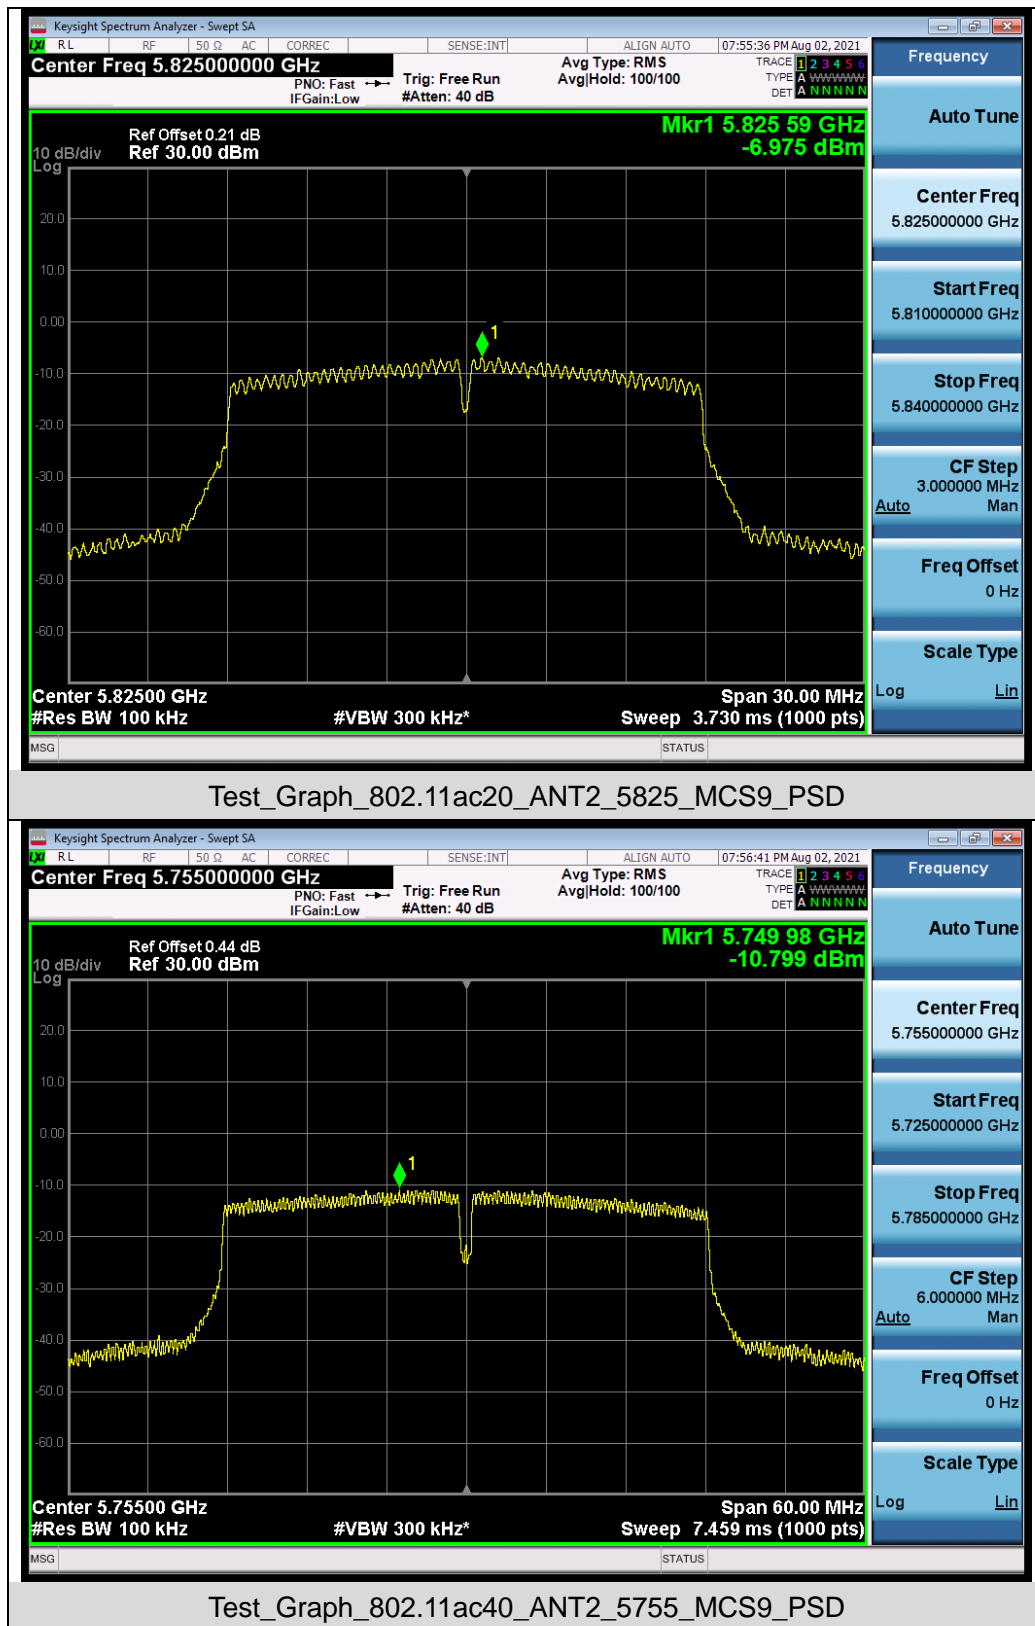 Keysight Spectrum Analyzer - Swept SA
LXI RL RF 50 Ω AC CORREC SENSE:INT ALIGN AUTO 07:55:36 PM Aug 02, 2021
Center Freq 5.825000000 GHz
PNO: Fast
IFGain:Low
Trig: Free Run
#Atten: 40 dB
Avg Type: RMS
Avg|Hold: 100/100
TRACE 1 2 3 4 5 6
TYPE A WWWWW
DET A N N N N N
Mkr1 5.825 59 GHz
-6.975 dBm
Ref Offset 0.21 dB
10 dB/div Ref 30.00 dBm
Log
20.0
10.0
0.00
1
-10.0
-20.0
-30.0
-40.0
-50.0
-60.0
Center 5.82500 GHz Span 30.00 MHz
#Res BW 100 kHz #VBW 300 kHz* Sweep 3.730 ms (1000 pts)
MSG STATUS
Frequency
Auto Tune
Center Freq
5.825000000 GHz
Start Freq
5.810000000 GHz
Stop Freq
5.840000000 GHz
CF Step
3.000000 MHz
Auto Man
Freq Offset
0 Hz
Scale Type
Log Lin
Test_Graph_802.11ac20_ANT2_5825_MCS9_PSD
Keysight Spectrum Analyzer - Swept SA
LXI RL RF 50 Ω AC CORREC SENSE:INT ALIGN AUTO 07:56:41 PM Aug 02, 2021
Center Freq 5.755000000 GHz
PNO: Fast
IFGain:Low
Trig: Free Run
#Atten: 40 dB
Avg Type: RMS
Avg|Hold: 100/100
TRACE 1 2 3 4 5 6
TYPE A WWWWW
DET A N N N N N
Mkr1 5.749 98 GHz
-10.799 dBm
Ref Offset 0.44 dB
10 dB/div Ref 30.00 dBm
Log
20.0
10.0
0.00
1
-10.0
-20.0
-30.0
-40.0
-50.0
-60.0
Center 5.75500 GHz Span 60.00 MHz
#Res BW 100 kHz #VBW 300 kHz* Sweep 7.459 ms (1000 pts)
MSG STATUS
Frequency
Auto Tune
Center Freq
5.755000000 GHz
Start Freq
5.725000000 GHz
Stop Freq
5.785000000 GHz
CF Step
6.000000 MHz
Auto Man
Freq Offset
0 Hz
Scale Type
Log Lin
Test_Graph_802.11ac40_ANT2_5755_MCS9_PSD